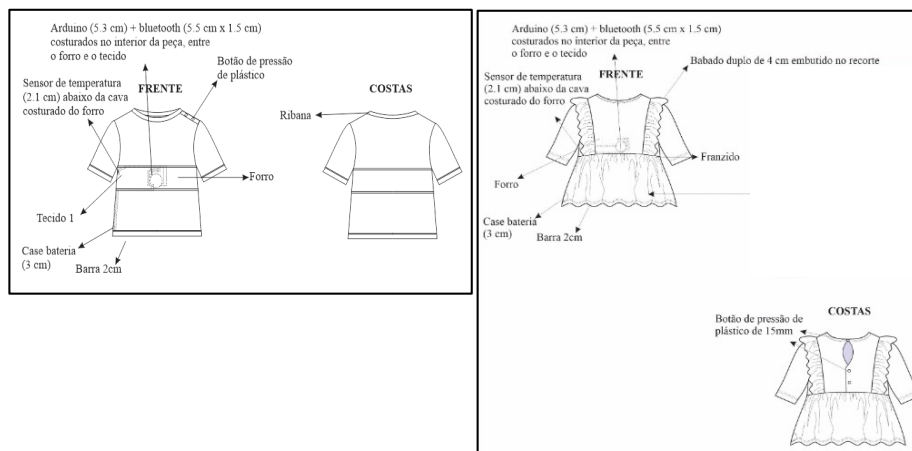 Arduino (5.3 cm) + bluetooth (5.5 cm x 1.5 cm)
costurados no interior da peça, entre
o forro e o tecido
Botão de pressão
de plástico
Sensor de temperatura
(2.1 cm) abaixo da cava
costurado do forro
FRENTE
COSTAS
Ribana
Forro
Tecido 1
Case bateria
(3 cm)
Barra 2cm
Arduino (5.3 cm) + bluetooth (5.5 cm x 1.5 cm)
costurados no interior da peça, entre
o forro e o tecido
Babado duplo de 4 cm embutido no recorte
Sensor de temperatura
(2.1 cm) abaixo da cava
costurado do forro
FRENTE
Franzido
Forro
Case bateria
(3 cm)
Barra 2cm
COSTAS
Botão de pressão de
plástico de 15mm